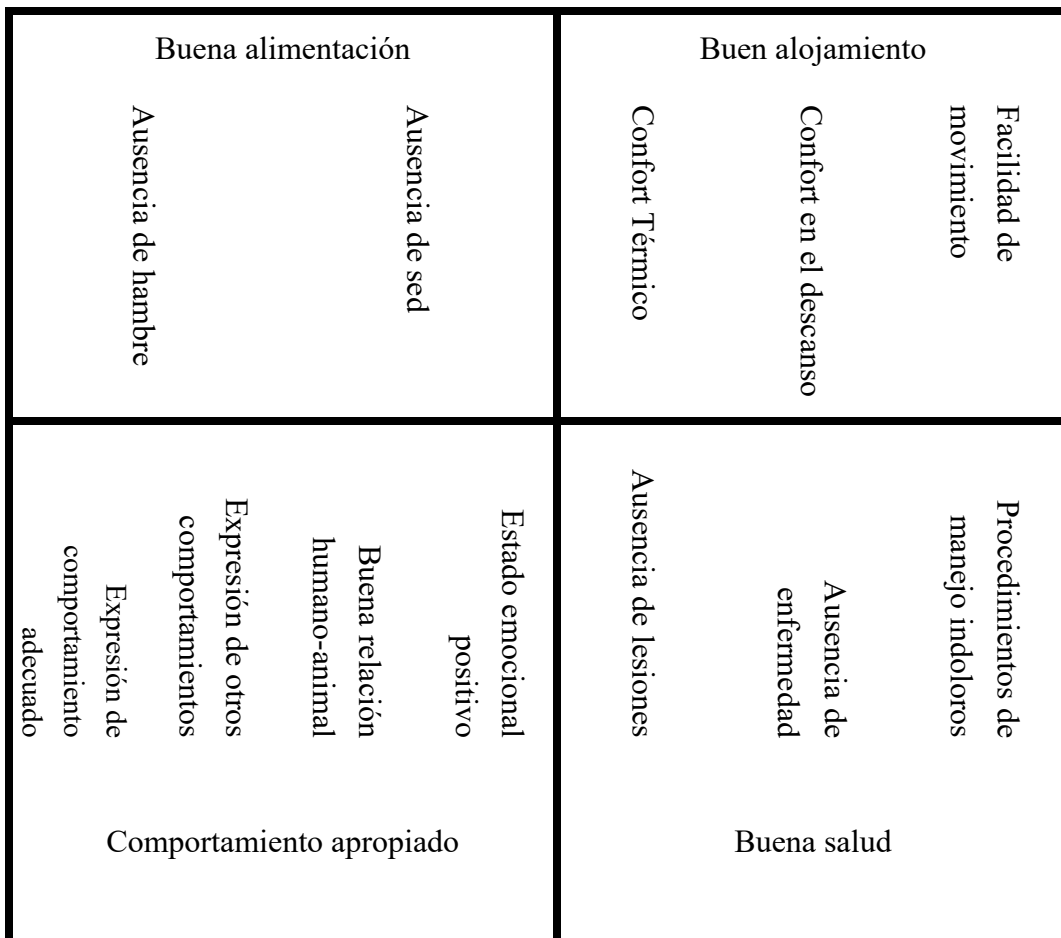 Buena alimentación
Ausencia de hambre
Ausencia de sed
Buen alojamiento
Confort Térmico
Confort en el descanso
Facilidad de
movimiento
Expresión de
comportamiento
adecuado
Expresión de otros
comportamientos
Buena relación
humano-animal
Estado emocional
positivo
Comportamiento apropiado
Ausencia de lesiones
Ausencia de
enfermedad
Procedimientos de
manejo indoloros
Buena salud